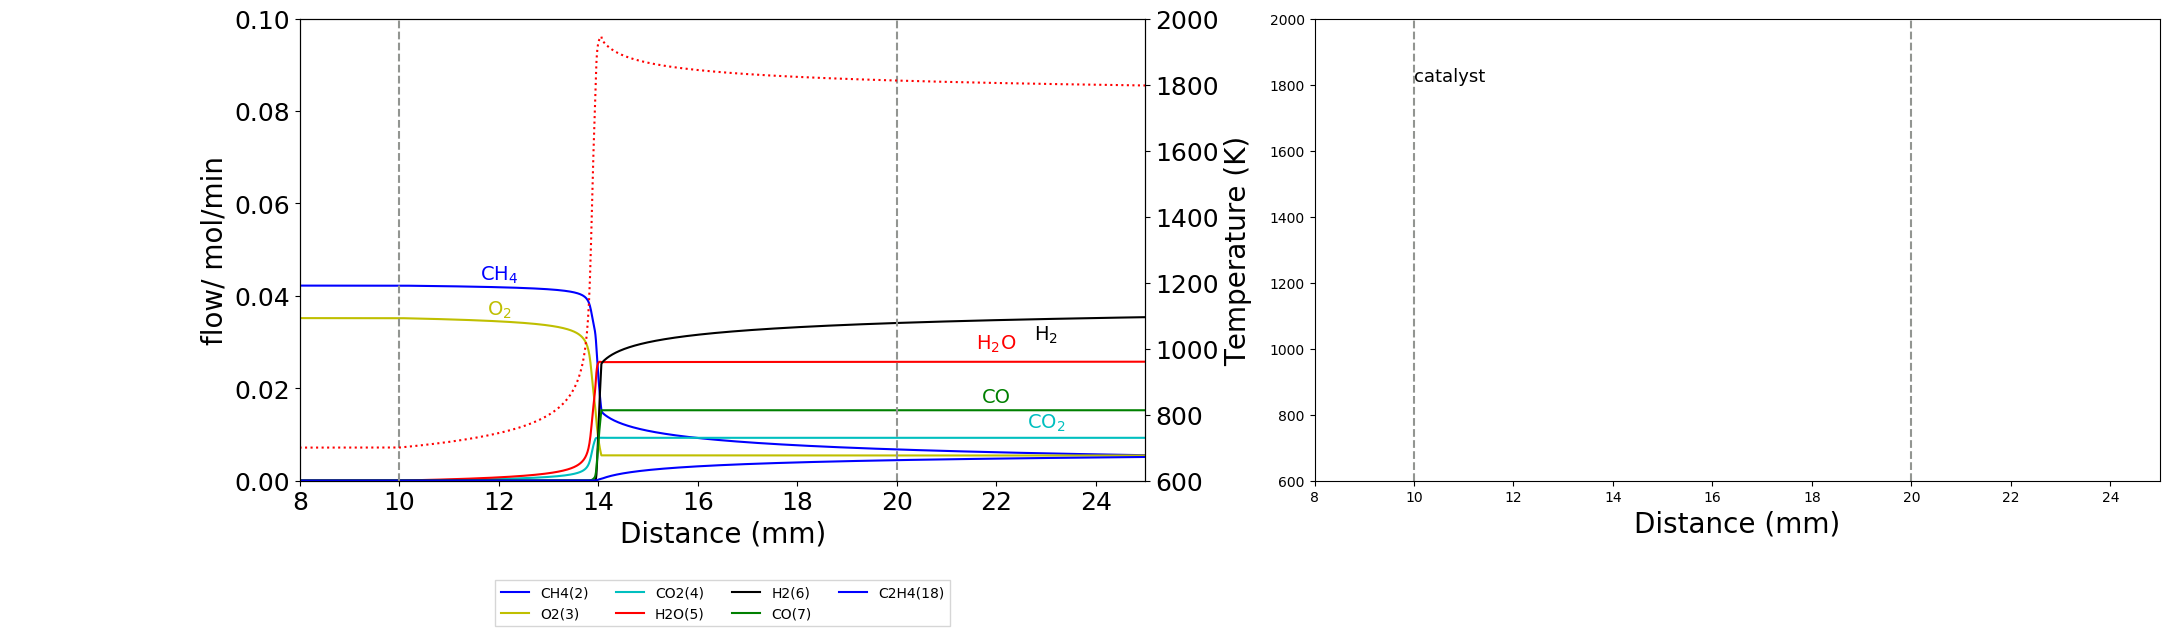 0.10
0.08
0.06
0.04
0.02
0.00
flow/ mol/min
CH4
O2
H2
H2O
CO
CO2
8 10 12 14 16 18 20 22 24
Distance (mm)
2000
1800
1600
1400
1200
1000
800
600
Temperature (K)
CH4(2) CO2(4) H2(6) C2H4(18)
O2(3) H2O(5) CO(7)
2000
1800
1600
1400
1200
1000
800
600
catalyst
8 10 12 14 16 18 20 22 24
Distance (mm)